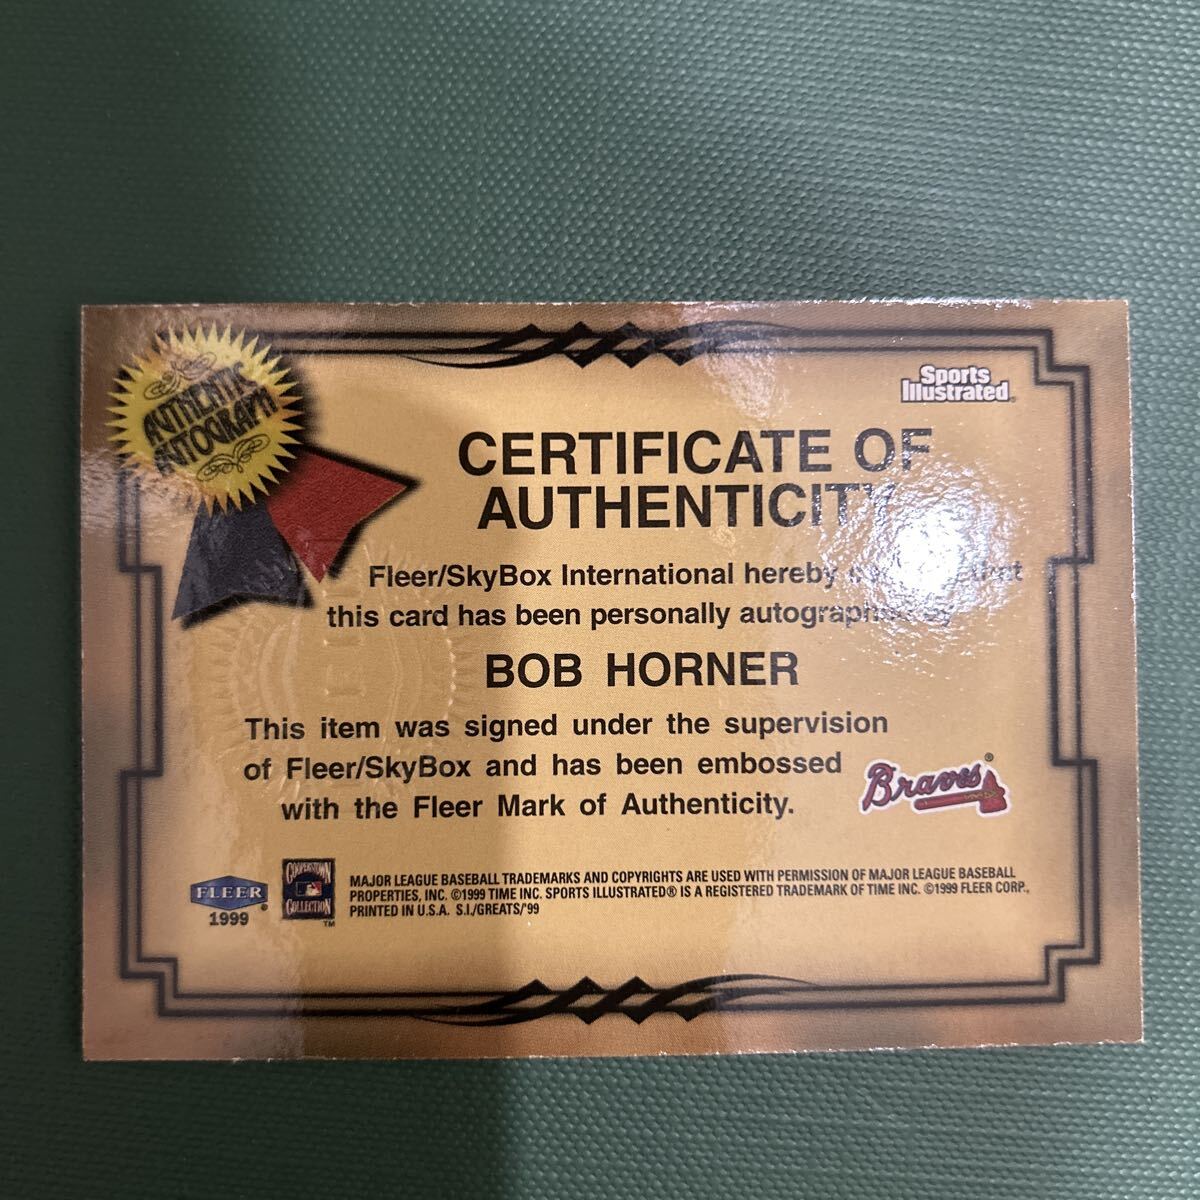 AUTHENTIC
AUTOGRAPH
Sports
Illustrated
CERTIFICATE OF
AUTHENTICITY
Fleer/SkyBox International hereby that
this card has been personally autographed by
BOB HORNER
This item was signed under the supervision
of Fleer/SkyBox and has been embossed
with the Fleer Mark of Authenticity.
Braves®
FLEER®
1999
COOPERSTOWN
COLLECTION
TM
MAJOR LEAGUE BASEBALL TRADEMARKS AND COPYRIGHTS ARE USED WITH PERMISSION OF MAJOR LEAGUE BASEBALL
PROPERTIES, INC. ©1999 TIME INC. SPORTS ILLUSTRATED® IS A REGISTERED TRADEMARK OF TIME INC. ©1999 FLEER CORP.,
PRINTED IN U.S.A. S.I./GREATS/'99